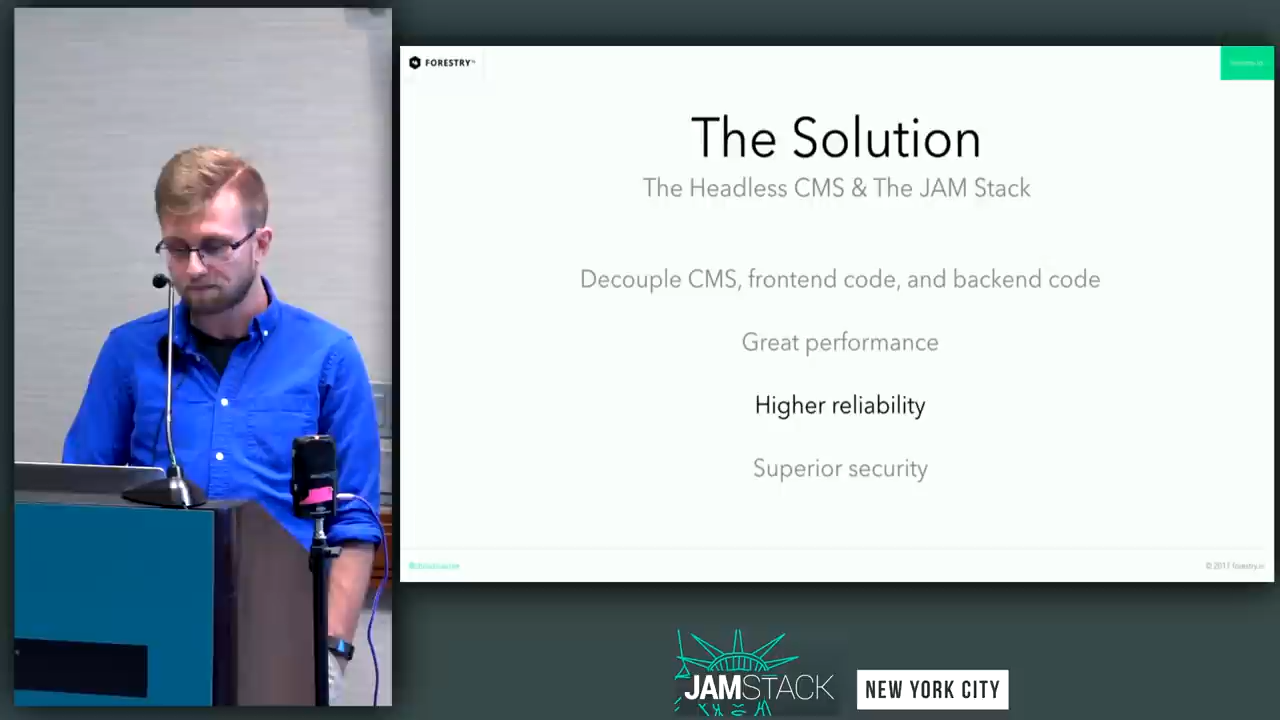 FORESTRY
The Solution
The Headless CMS & The JAM Stack
Decouple CMS, frontend code, and backend code
Great performance
Higher reliability
Superior security
© 2017 forestry.io
JAMSTACK
NEW YORK CITY